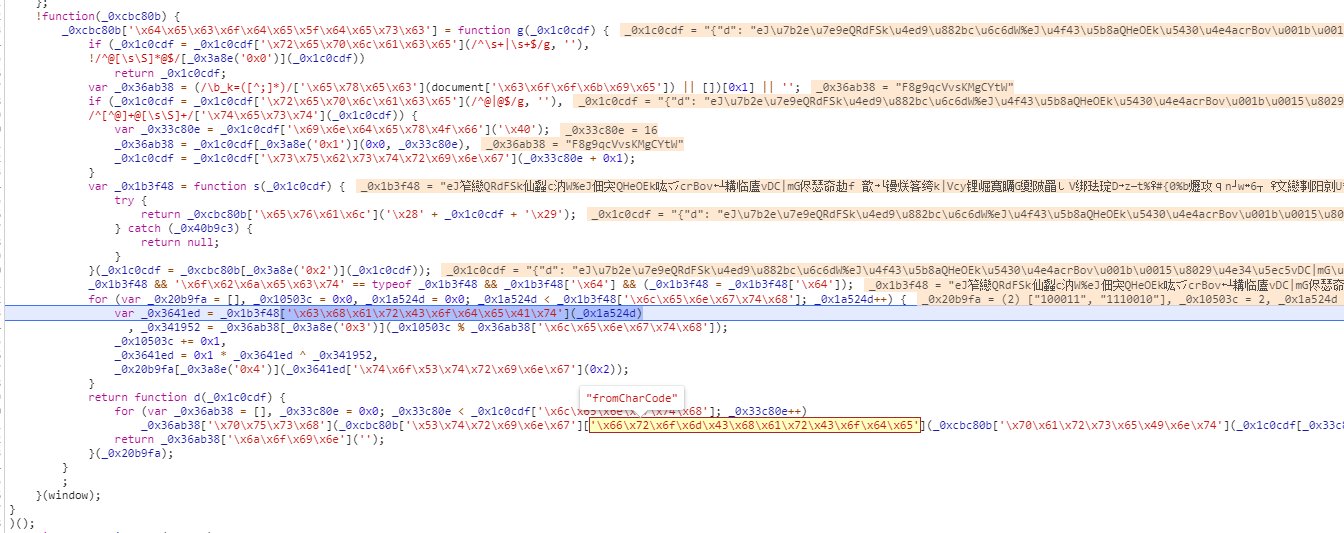 };
!function(_0xcbc80b) {
_0xcbc80b['\x64\x65\x63\x6f\x64\x65\x5f\x64\x65\x73\x63'] = function g(_0x1c0cdf) { _0x1c0cdf = "{"d": "eJ\u7b2e\u7e9eQRdFSk\u4ed9\u882bc\u6c6dW%eJ\u4f43\u5b8aQHeOEk\u5430\u4e4acrBov\u001b\u001
if (_0x1c0cdf = _0x1c0cdf['\x72\x65\x70\x6c\x61\x63\x65'](/^\s+|\s+$/g, ''),
!/^@[\s\S]*@$/[_0x3a8e('0x0')](_0x1c0cdf))
return _0x1c0cdf;
var _0x36ab38 = (/\b_k=([^;]*)/['\x65\x78\x65\x63'](document['\x63\x6f\x6f\x6b\x69\x65']) || [])[0x1] || ''; _0x36ab38 = "F8g9qcVvsKMgCYtW"
if (_0x1c0cdf = _0x1c0cdf['\x72\x65\x70\x6c\x61\x63\x65'](/^@|@$/g, ''), _0x1c0cdf = "{"d": "eJ\u7b2e\u7e9eQRdFSk\u4ed9\u882bc\u6c6dW%eJ\u4f43\u5b8aQHeOEk\u5430\u4e4acrBov\u001b\u0015\u8029
/^[^@]+@[\s\S]+/['\x74\x65\x73\x74'](_0x1c0cdf)) {
var _0x33c80e = _0x1c0cdf['\x69\x6e\x64\x65\x78\x4f\x66']('\x40'); _0x33c80e = 16
_0x36ab38 = _0x1c0cdf[_0x3a8e('0x1')](0x0, _0x33c80e), _0x36ab38 = "F8g9qcVvsKMgCYtW"
_0x1c0cdf = _0x1c0cdf['\x73\x75\x62\x73\x74\x72\x69\x6e\x67'](_0x33c80e + 0x1);
}
var _0x1b3f48 = function s(_0x1c0cdf) { _0x1b3f48 =
try {
return _0xcbc80b['\x65\x76\x61\x6c']('\x28' + _0x1c0cdf + '\x29'); _0x1c0cdf = "{"d": "eJ\u7b2e\u7e9eQRdFSk\u4ed9\u882bc\u6c6dW%eJ\u4f43\u5b8aQHeOEk\u5430\u4e4acrBov\u001b\u0015\u80
} catch (_0x40b9c3) {
return null;
}
}(_0x1c0cdf = _0xcbc80b[_0x3a8e('0x2')](_0x1c0cdf)); _0x1c0cdf = "{"d": "eJ\u7b2e\u7e9eQRdFSk\u4ed9\u882bc\u6c6dW%eJ\u4f43\u5b8aQHeOEk\u5430\u4e4acrBov\u001b\u0015\u8029\u4e34\u5ec5vDC|mG\u
_0x1b3f48 && '\x6f\x62\x6a\x65\x63\x74' == typeof _0x1b3f48 && _0x1b3f48['\x64'] && (_0x1b3f48 = _0x1b3f48['\x64']); _0x1b3f48 =
for (var _0x20b9fa = [], _0x10503c = 0x0, _0x1a524d = 0x0; _0x1a524d < _0x1b3f48['\x6c\x65\x6e\x67\x74\x68']; _0x1a524d++) { _0x20b9fa = (2) ["100011", "1110010"], _0x10503c = 2, _0x1a524d
var _0x3641ed = _0x1b3f48['\x63\x68\x61\x72\x43\x6f\x64\x65\x41\x74'](_0x1a524d)
, _0x341952 = _0x36ab38[_0x3a8e('0x3')](_0x10503c % _0x36ab38['\x6c\x65\x6e\x67\x74\x68']);
_0x10503c += 0x1,
_0x3641ed = 0x1 * _0x3641ed ^ _0x341952,
_0x20b9fa[_0x3a8e('0x4')](_0x3641ed['\x74\x6f\x53\x74\x72\x69\x6e\x67'](0x2));
}
return function d(_0x1c0cdf) {
"fromCharCode"
for (var _0x36ab38 = [], _0x33c80e = 0x0; _0x33c80e < _0x1c0cdf['\x6c\x65\x6e\x67\x74\x68']; _0x33c80e++)
_0x36ab38['\x70\x75\x73\x68'](_0xcbc80b['\x53\x74\x72\x69\x6e\x67']['\x66\x72\x6f\x6d\x43\x68\x61\x72\x43\x6f\x64\x65'](_0xcbc80b['\x70\x61\x72\x73\x65\x49\x6e\x74'](_0x1c0cdf[_0x33c
return _0x36ab38['\x6a\x6f\x69\x6e']('');
}(_0x20b9fa);
}
;
}(window);
}
)();